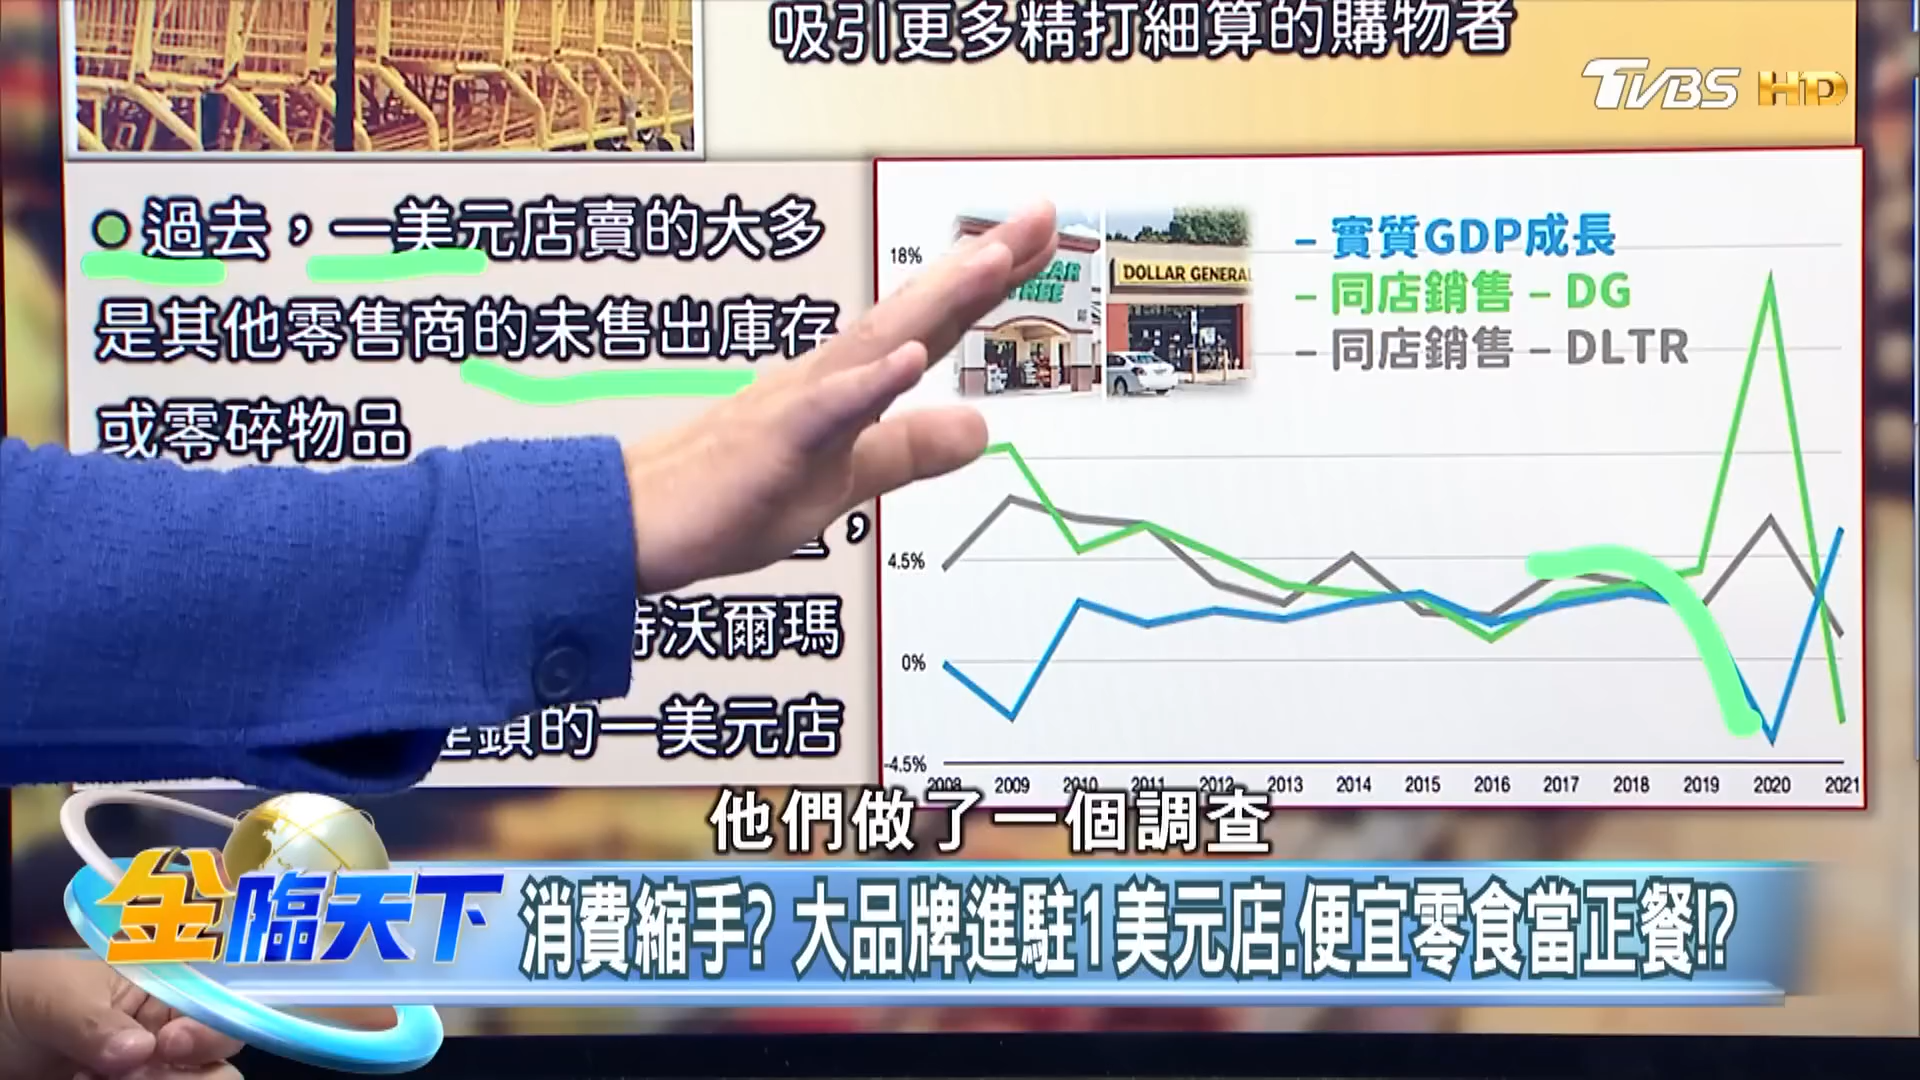 吸引更多精打細算的購物者
TVBS HD
過去，一美元店賣的大多
是其他零售商的未售出庫存
或零碎物品
，
沃爾瑪
鎖的一美元店
DOLLAR GENERAL
– 實質GDP成長
– 同店銷售 – DG
– 同店銷售 – DLTR
18%
4.5%
0%
-4.5%
2008 2009 2010 2011 2012 2013 2014 2015 2016 2017 2018 2019 2020 2021
他們做了一個調查
金臨天下
消費縮手? 大品牌進駐1美元店.便宜零食當正餐!?